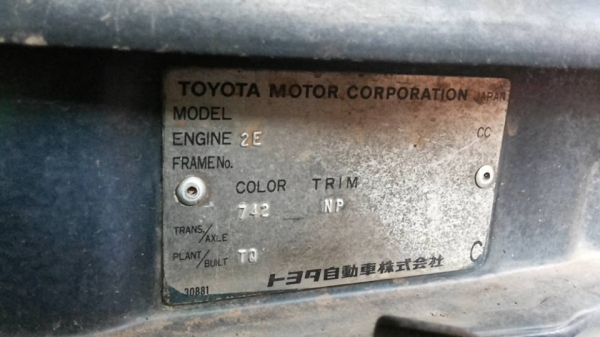 TOYOTA MOTOR CORPORATION JAPAN
MODEL
ENGINE 2E CC
FRAME No.
COLOR TRIM
742 NP
TRANS./AXLE
PLANT/BUILT TQ
トヨタ自動車株式会社 C
30881